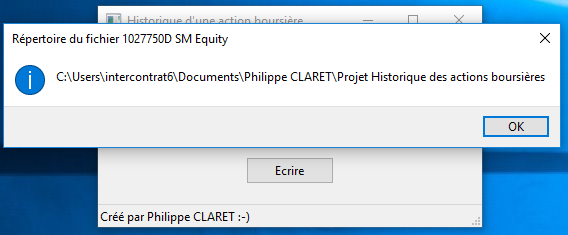 Historique d'une action boursière
Répertoire du fichier 1027750D SM Equity
C:\Users\intercontrat6\Documents\Philippe CLARET\Projet Historique des actions boursières
OK
Ecrire
Créé par Philippe CLARET :-)